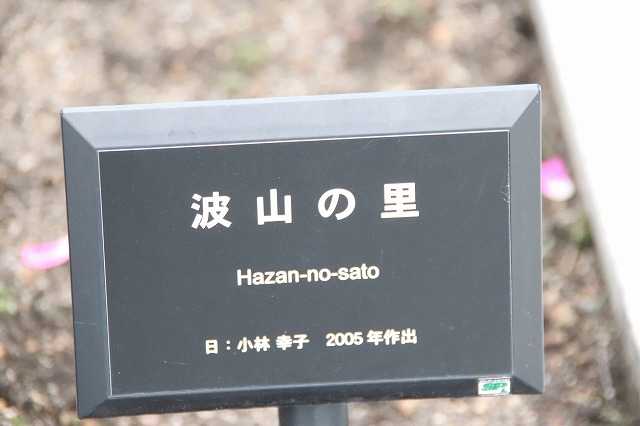 波山の里
Hazan-no-sato
日：小林 幸子　2005 年作出